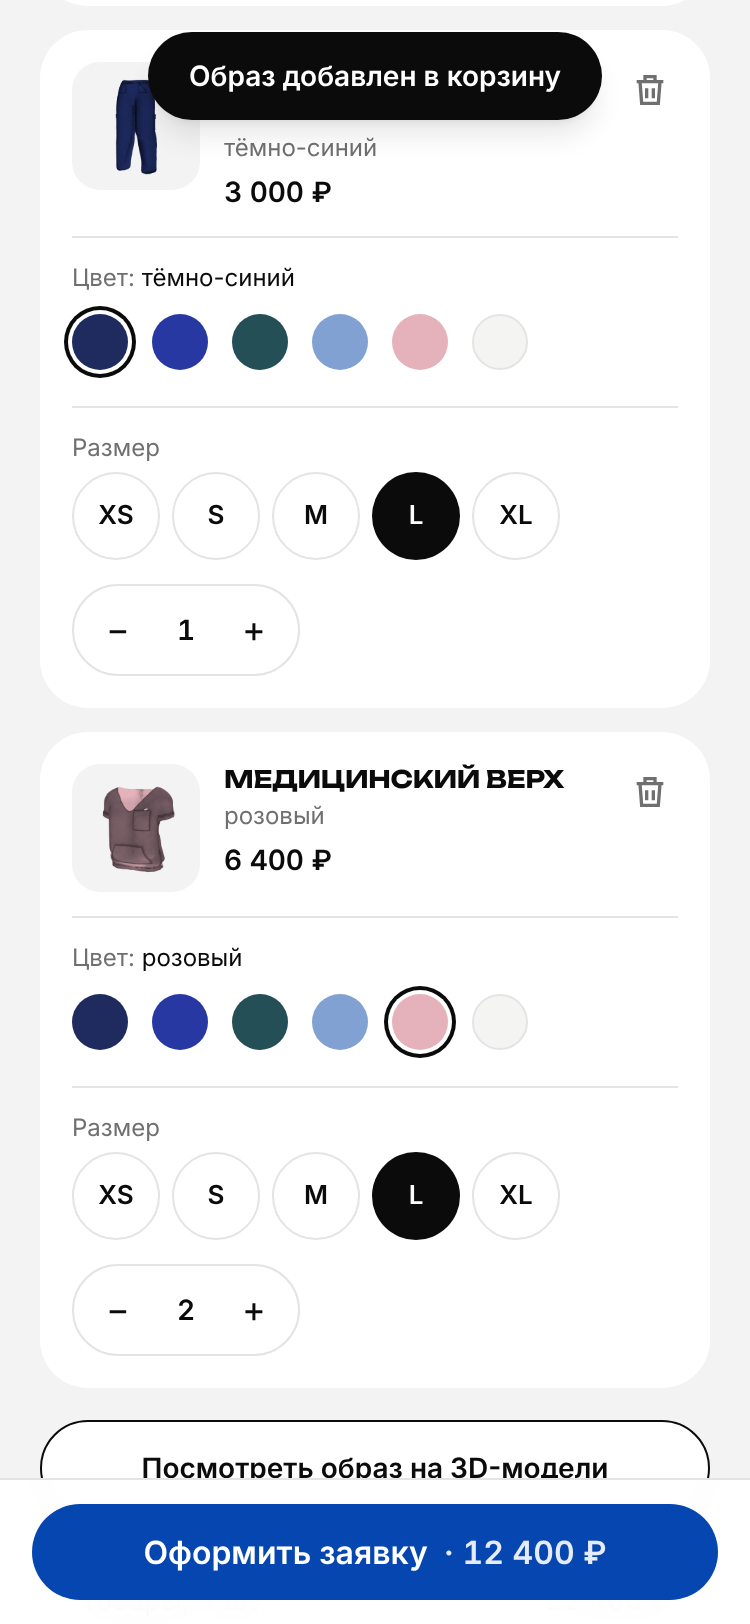 Образ добавлен в корзину
тёмно-синий
3 000 ₽
Цвет: тёмно-синий
Размер
XS S M L XL
− 1 +
МЕДИЦИНСКИЙ ВЕРХ
розовый
6 400 ₽
Цвет: розовый
Размер
XS S M L XL
− 2 +
Посмотреть образ на 3D-модели
Оформить заявку · 12 400 ₽